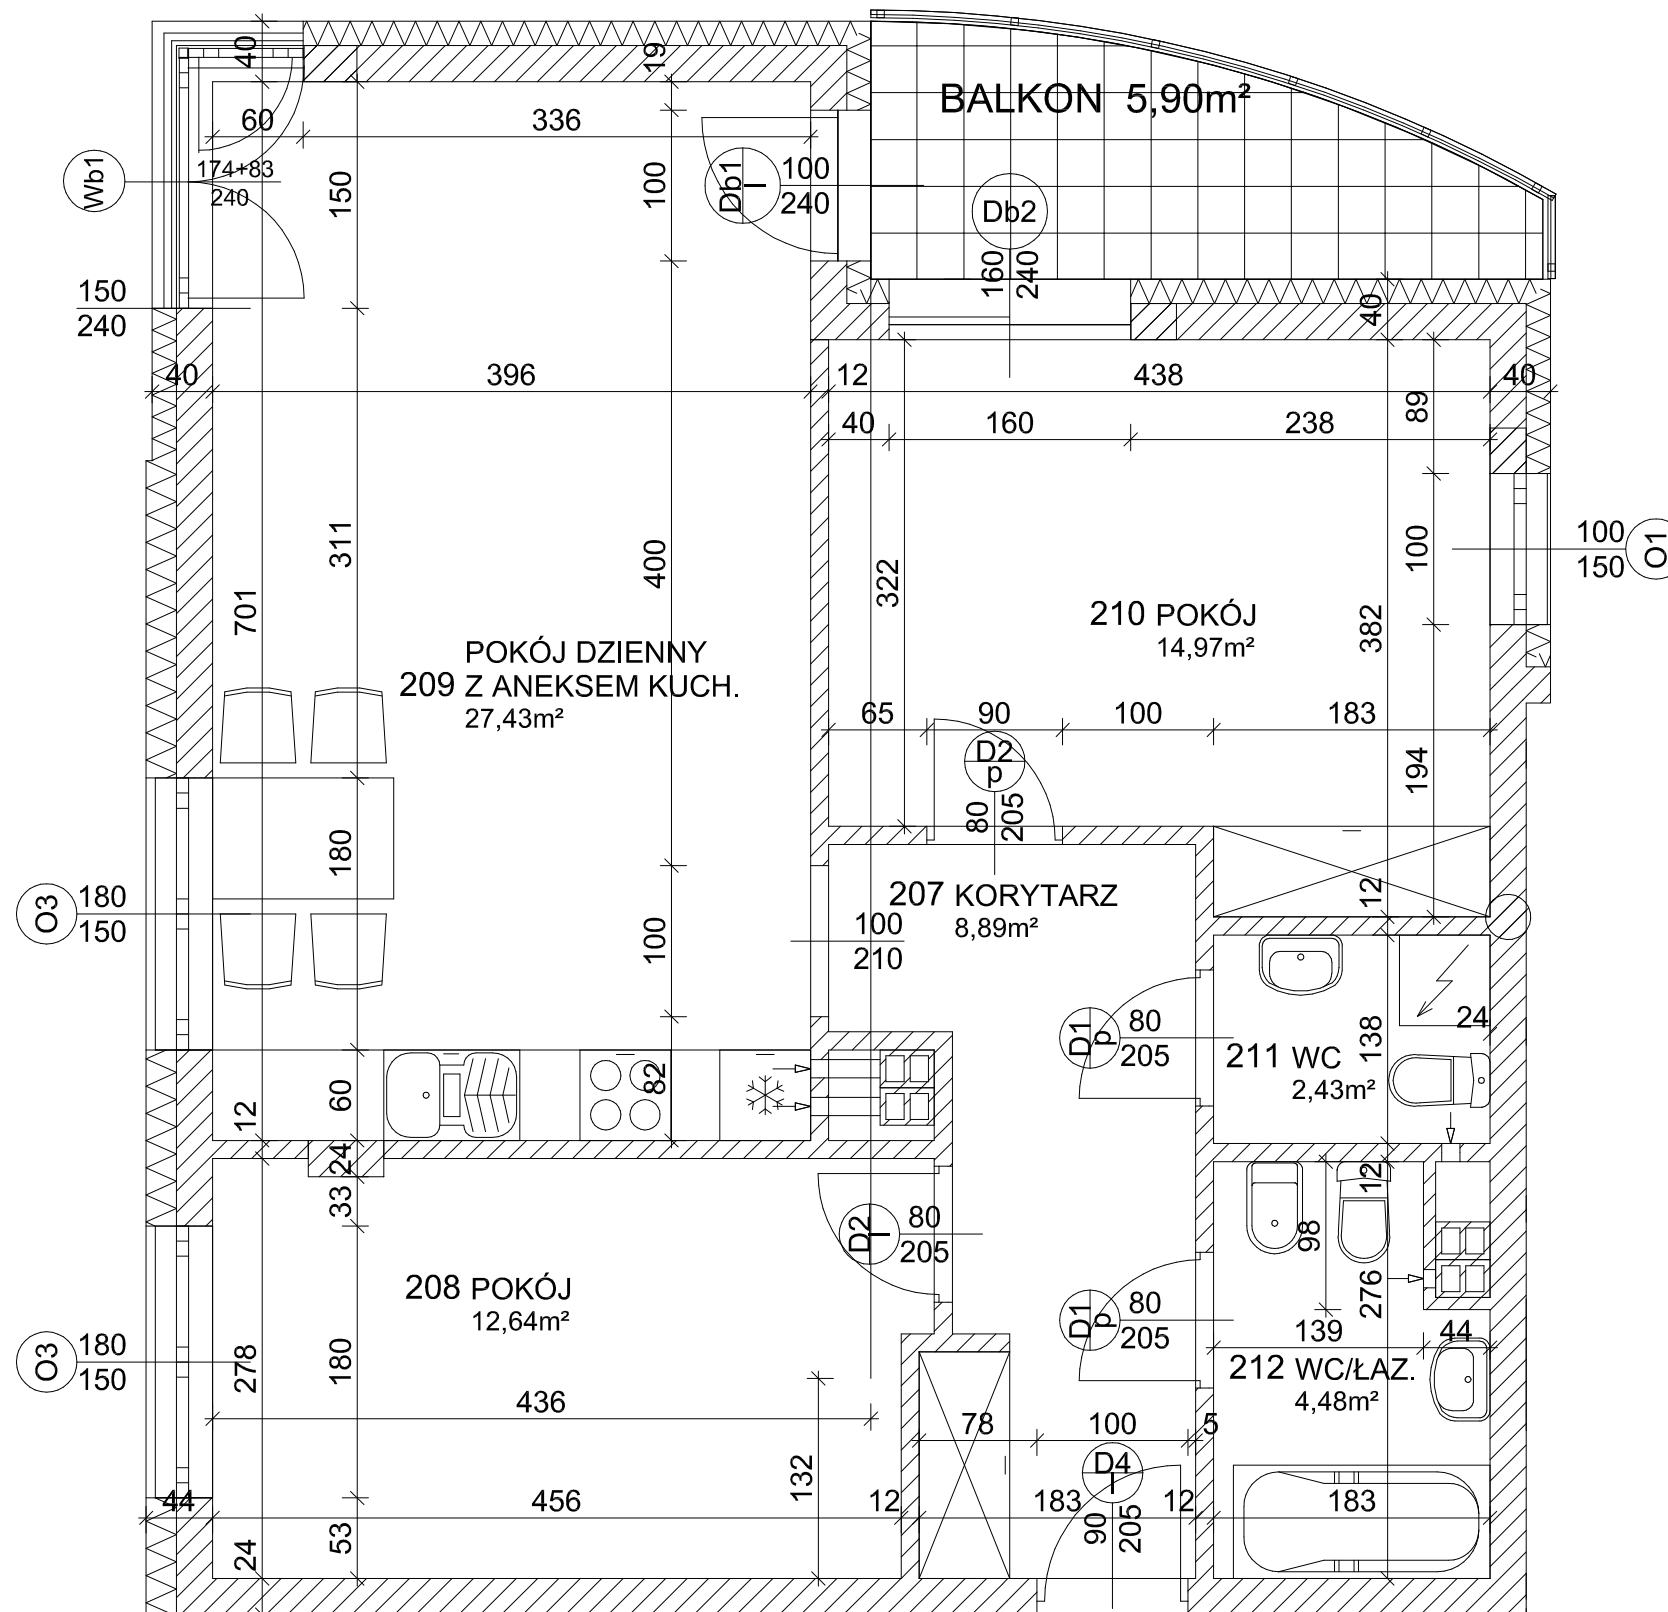 40
19
BALKON 5,90m²
60
336
Wb1
174+83
240
150
100
Db1
l
100
240
Db2
160
240
150
240
40
40
396
12
438
40
89
40
160
238
311
400
322
100
100
150
O1
701
382
210 POKÓJ
14,97m²
POKÓJ DZIENNY
209 Z ANEKSEM KUCH.
27,43m²
65
90
100
183
194
D2
p
80
205
180
12
207 KORYTARZ
8,89m²
O3
180
150
100
100
210
24
138
D1
p
80
205
211 WC
2,43m²
60
82
12
24
33
12
98
D2
l
80
205
208 POKÓJ
12,64m²
276
D1
p
80
205
139
44
O3
180
150
278
180
212 WC/ŁAZ.
4,48m²
436
78
100
5
132
D4
l
90
205
44
456
12
183
12
183
24
53